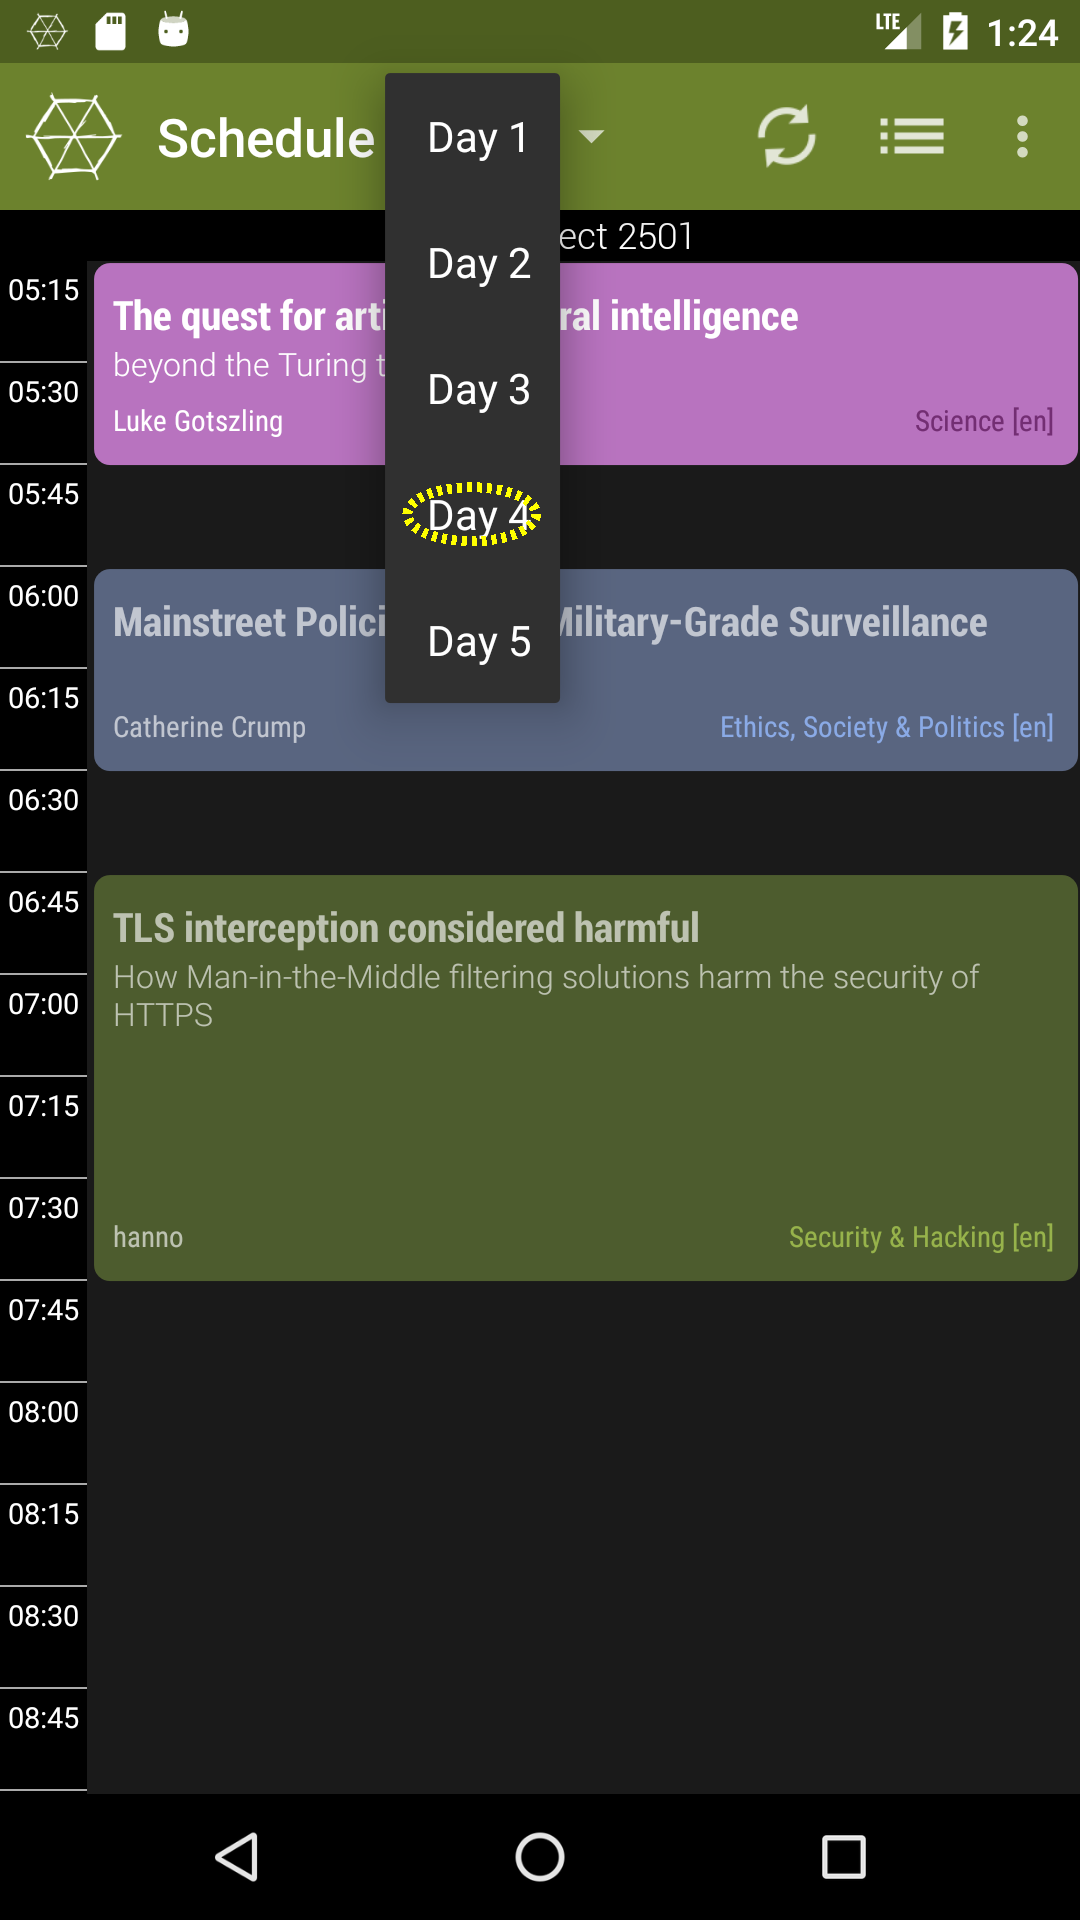 LTE 1:24
Schedule
Day 1
Day 2
Day 3
Day 4
Day 5
ect 2501
05:15
The quest for arti ral intelligence
beyond the Turing t
05:30
Luke Gotszling Science [en]
05:45
06:00
Mainstreet Polici Military-Grade Surveillance
06:15
Catherine Crump Ethics, Society & Politics [en]
06:30
06:45
TLS interception considered harmful
How Man-in-the-Middle filtering solutions harm the security of
HTTPS
07:00
07:15
07:30
hanno Security & Hacking [en]
07:45
08:00
08:15
08:30
08:45